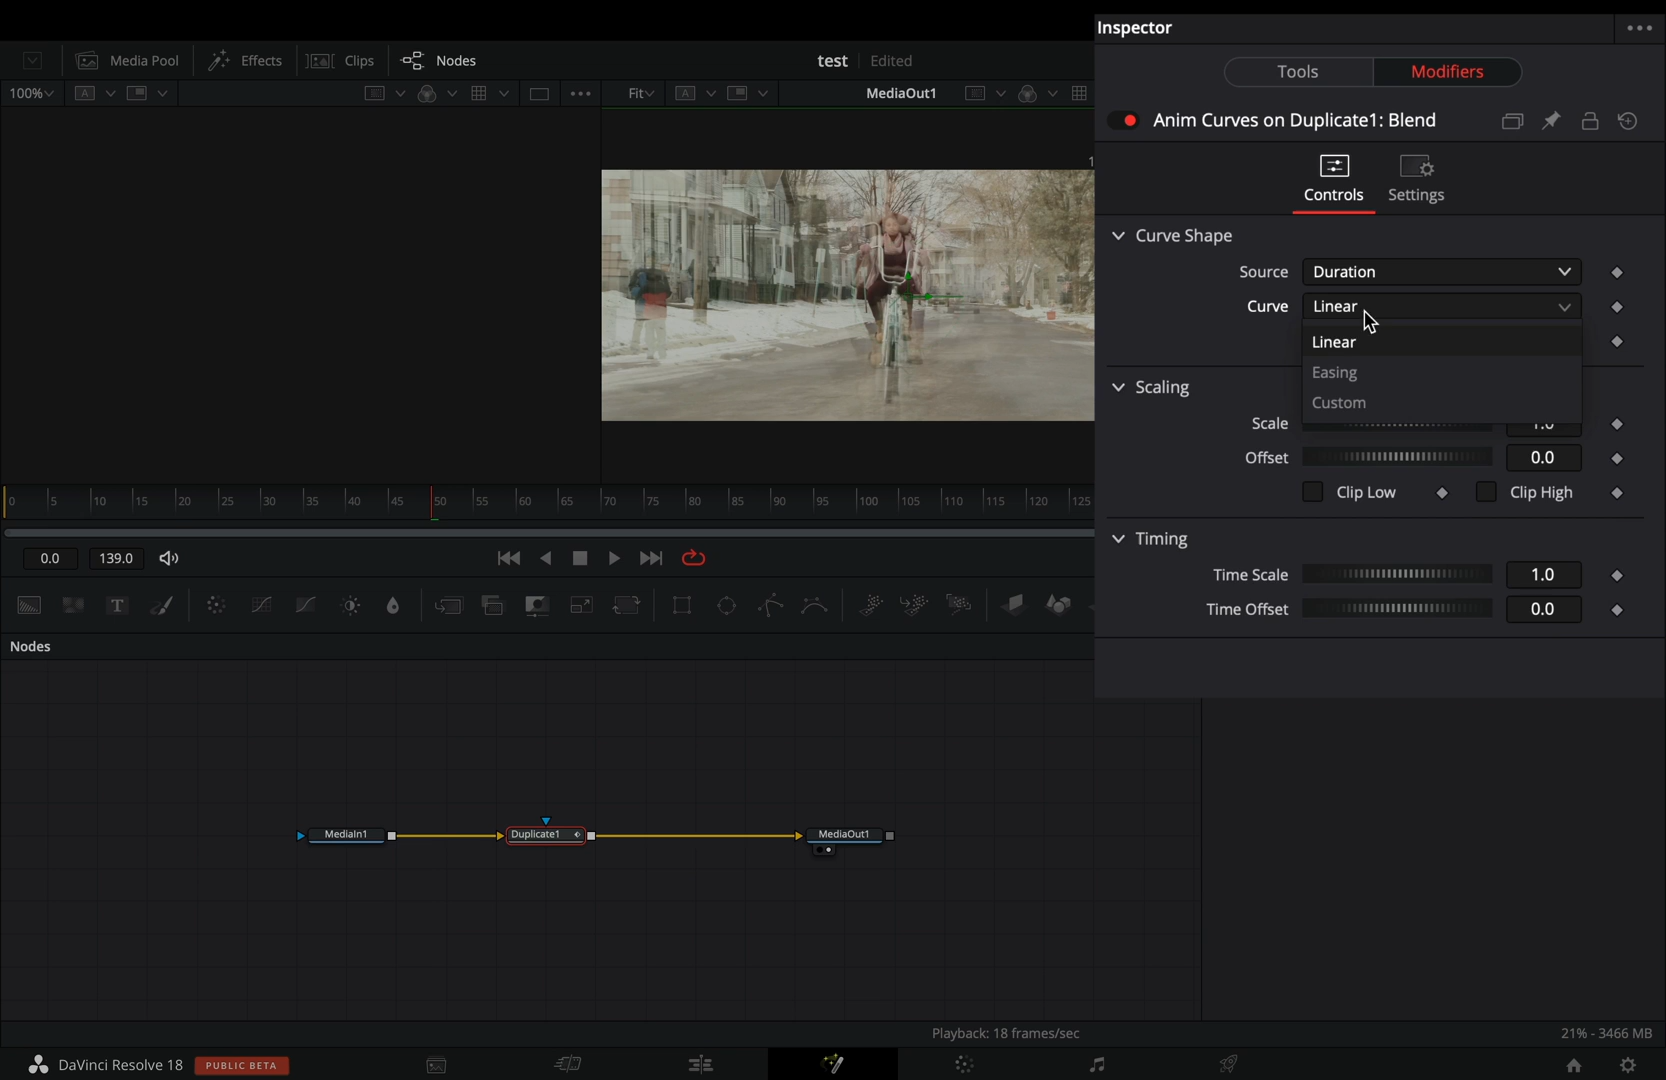 Inspector
Media Pool Effects Clips Nodes test Edited
Tools Modifiers
100% A Fit A MediaOut1
Anim Curves on Duplicate1: Blend
Controls Settings
Curve Shape
Source Duration
Curve Linear
Linear
Easing
Custom
Scaling
Scale 1.0
Offset 0.0
Clip Low Clip High
0 5 10 15 20 25 30 35 40 45 50 55 60 65 70 75 80 85 90 95 100 105 110 115 120 125
Timing
0.0 139.0
Time Scale 1.0
Time Offset 0.0
T
Nodes
MediaIn1 Duplicate1 MediaOut1
Playback: 18 frames/sec 21% - 3466 MB
DaVinci Resolve 18 PUBLIC BETA